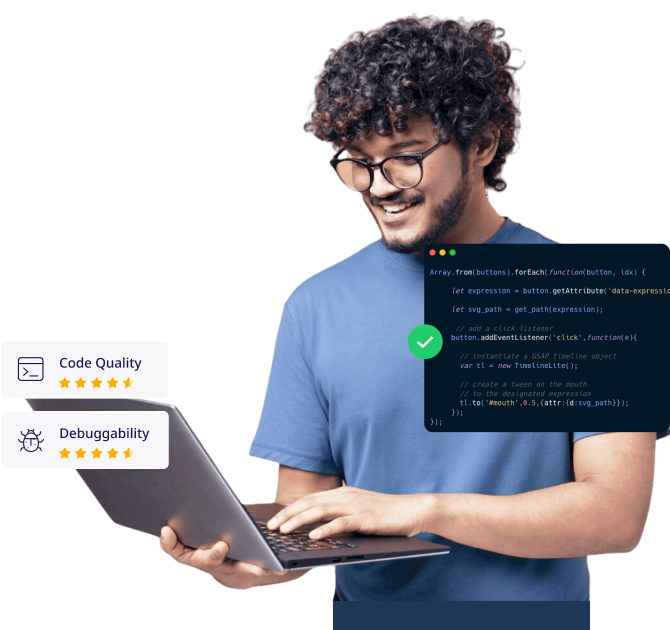 Array.from(buttons).forEach(function(button, idx) {
let expression = button.getAttribute('data-expressio
let svg_path = get_path(expression);
// add a click listener
button.addEventListener('click',function(e){
// instantiate a GSAP timeline object
var tl = new TimelineLite();
// create a tween on the mouth
// to the designated expression
tl.to('#mouth',0.5,{attr:{d:svg_path}});
});
});
Code Quality
Debuggability